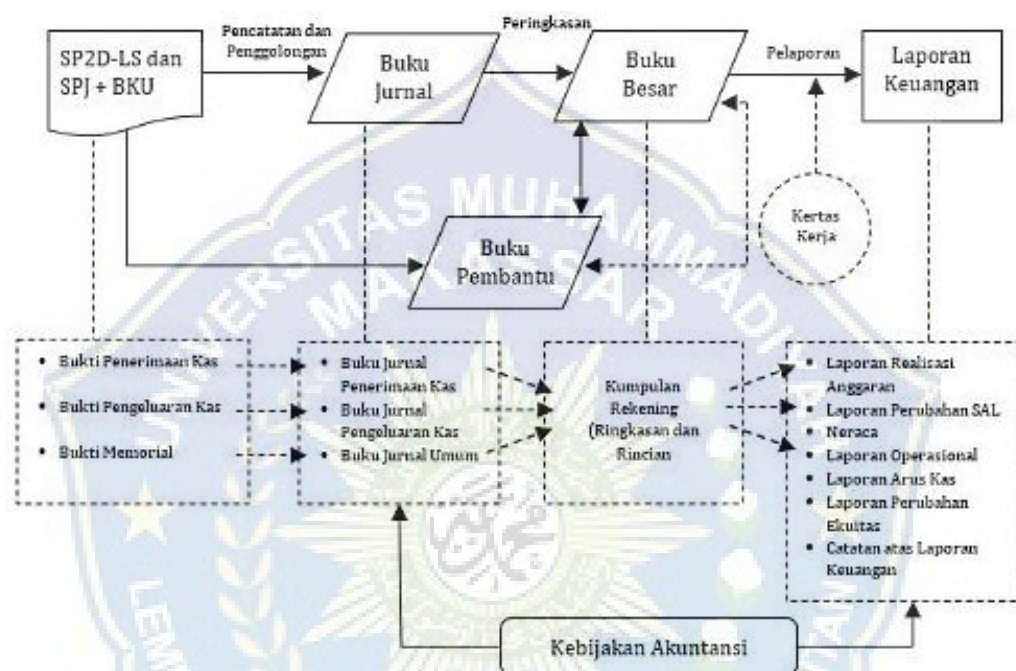 Pencatatan dan
Penggolongan
Peringkasan
Pelaporan
SP2D-LS dan
SPJ + BKU
Buku
Jurnal
Buku
Besar
Laporan
Keuangan
Kertas
Kerja
Buku
Pembantu
UNIVERSITAS MUHAMMADIYAH
MAKASSAR
• Bukti Penerimaan Kas
• Bukti Pengeluaran Kas
• Bukti Memorial
• Buku Jurnal
Penerimaan Kas
• Buku Jurnal
Pengeluaran Kas
• Buku Jurnal Umum
Kumpulan
Rekening
(Ringkasan dan
Rincian
• Laporan Realisasi
Anggaran
• Laporan Perubahan SAL
• Neraca
• Laporan Operasional
• Laporan Arus Kas
• Laporan Perubahan
Ekuitas
• Catatan atas Laporan
Keuangan
Kebijakan Akuntansi